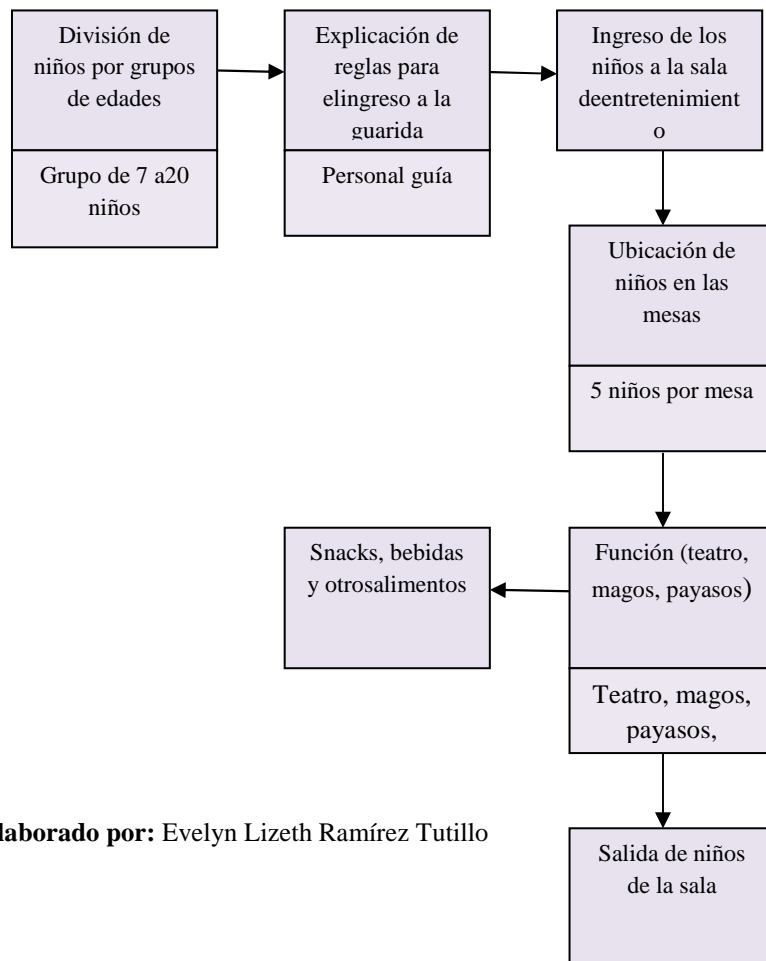 División de
niños por grupos
de edades
Grupo de 7 a20
niños
Explicación de
reglas para
elingreso a la
guarida
Personal guía
Ingreso de los
niños a la sala
deentretenimient
o
Ubicación de
niños en las
mesas
5 niños por mesa
Snacks, bebidas
y otrosalimentos
Función (teatro,
magos, payasos)
Teatro, magos,
payasos,
laborado por: Evelyn Lizeth Ramírez Tutillo
Salida de niños
de la sala